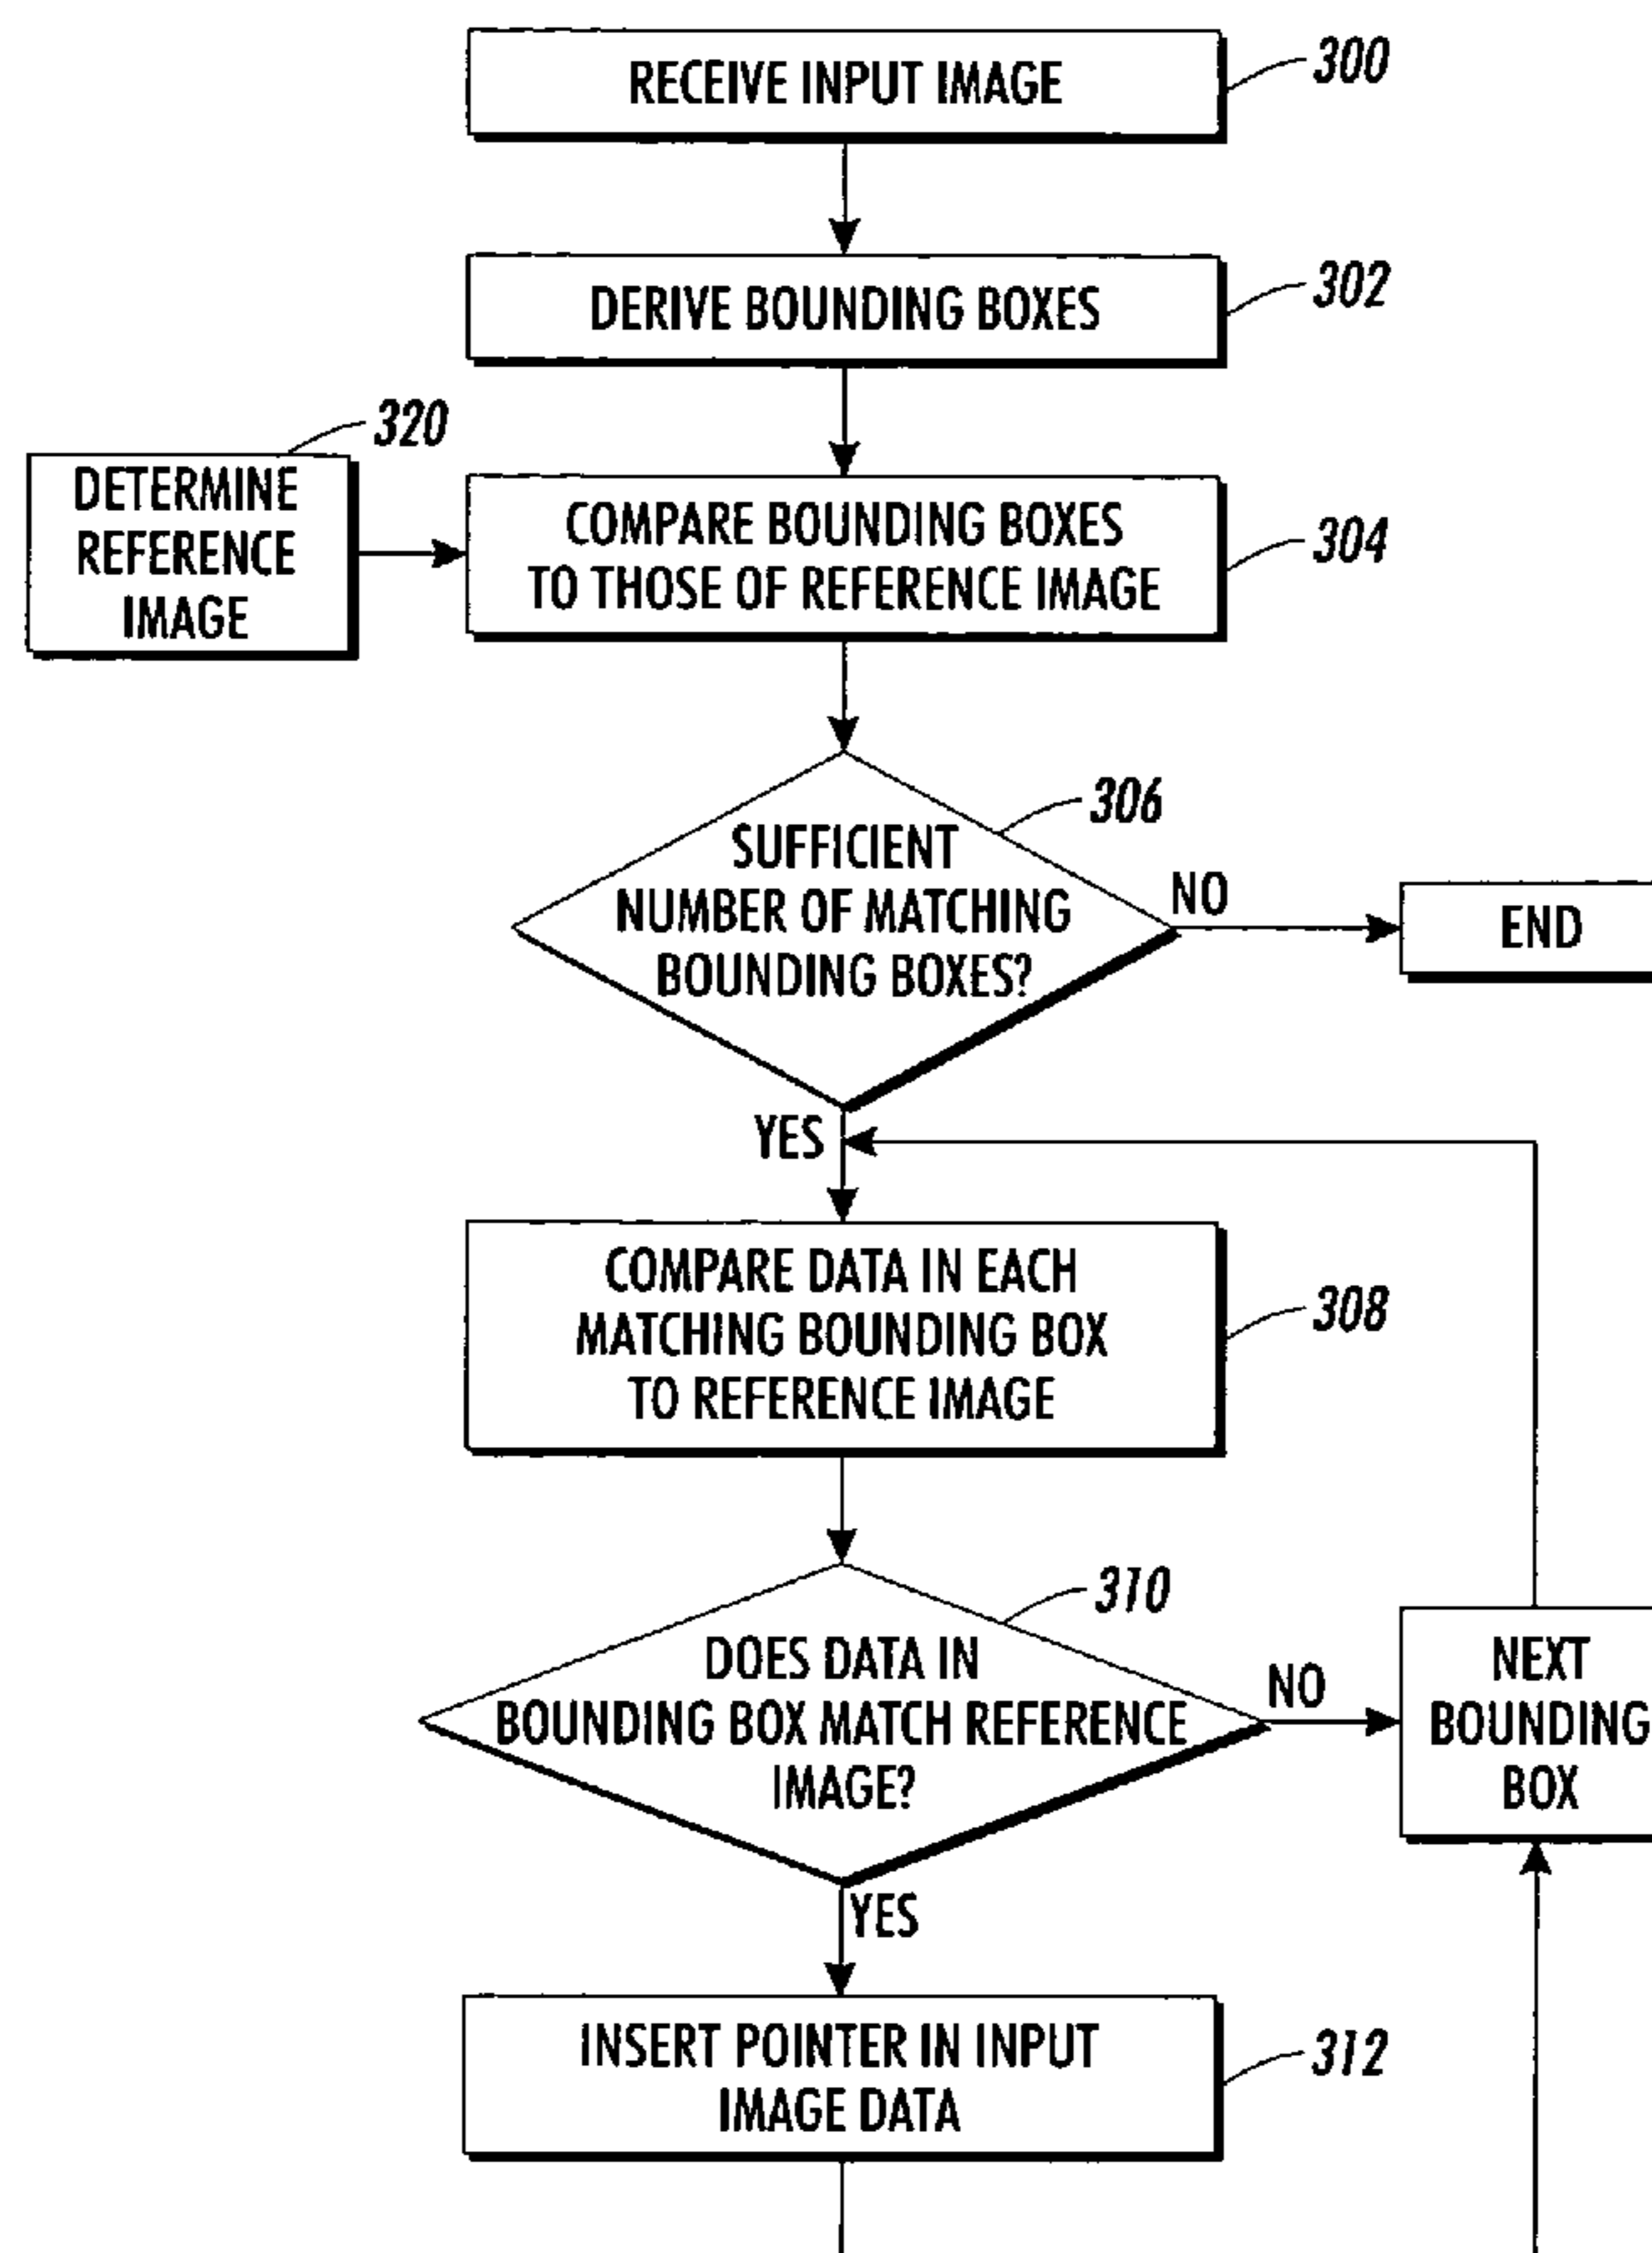 RECEIVE INPUT IMAGE
300
DERIVE BOUNDING BOXES
302
320
DETERMINE
REFERENCE
IMAGE
COMPARE BOUNDING BOXES
TO THOSE OF REFERENCE IMAGE
304
306
SUFFICIENT
NUMBER OF MATCHING
BOUNDING BOXES?
NO
END
YES
COMPARE DATA IN EACH
MATCHING BOUNDING BOX
TO REFERENCE IMAGE
308
310
DOES DATA IN
BOUNDING BOX MATCH REFERENCE
IMAGE?
NO
NEXT
BOUNDING
BOX
YES
INSERT POINTER IN INPUT
IMAGE DATA
312